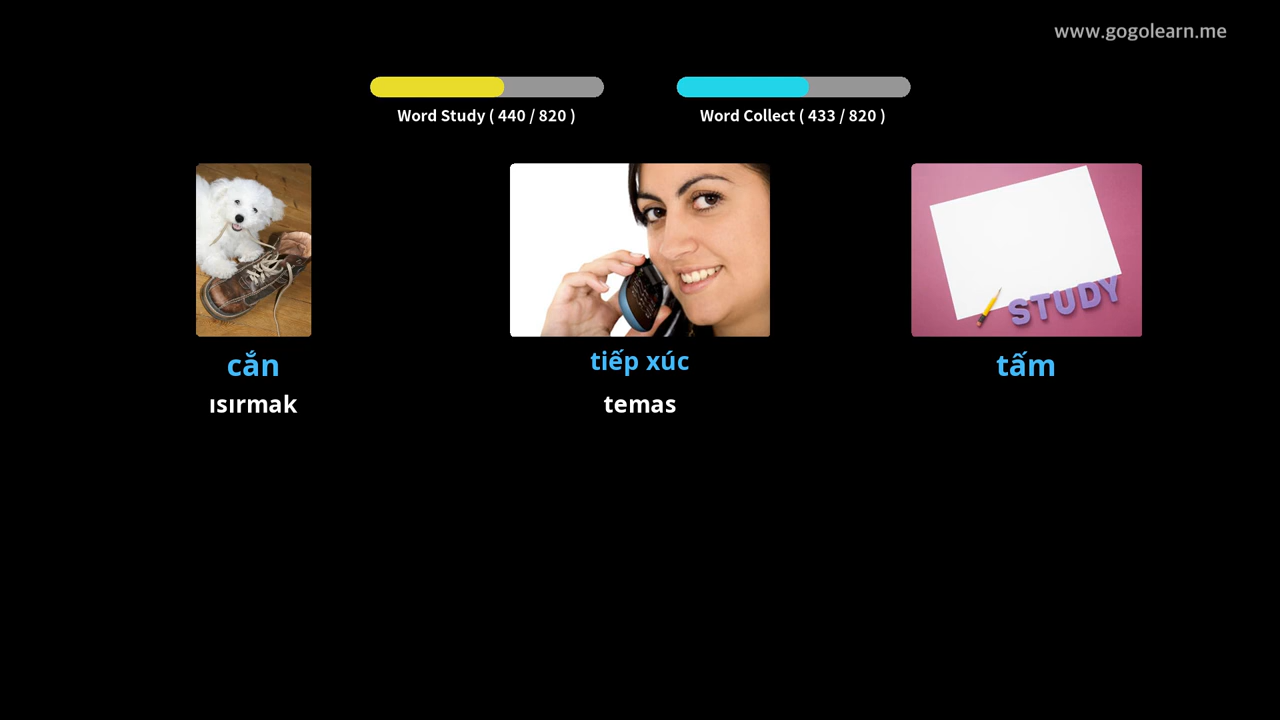 www.gogolearn.me
Word Study ( 440 / 820 )
Word Collect ( 433 / 820 )
STUDY
cắn
tiếp xúc
tấm
ısırmak
temas